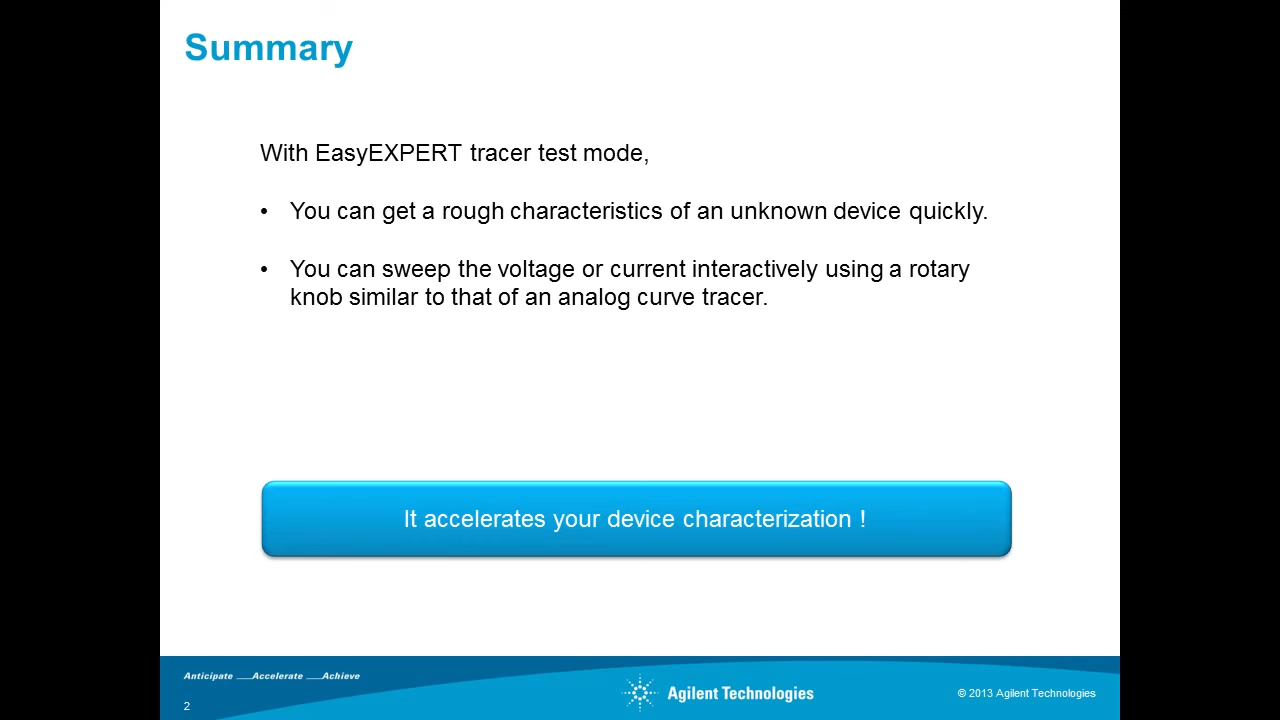 Summary
With EasyEXPERT tracer test mode,
• You can get a rough characteristics of an unknown device quickly.
• You can sweep the voltage or current interactively using a rotary
knob similar to that of an analog curve tracer.
It accelerates your device characterization !
Anticipate ___Accelerate ___Achieve
Agilent Technologies
© 2013 Agilent Technologies
2